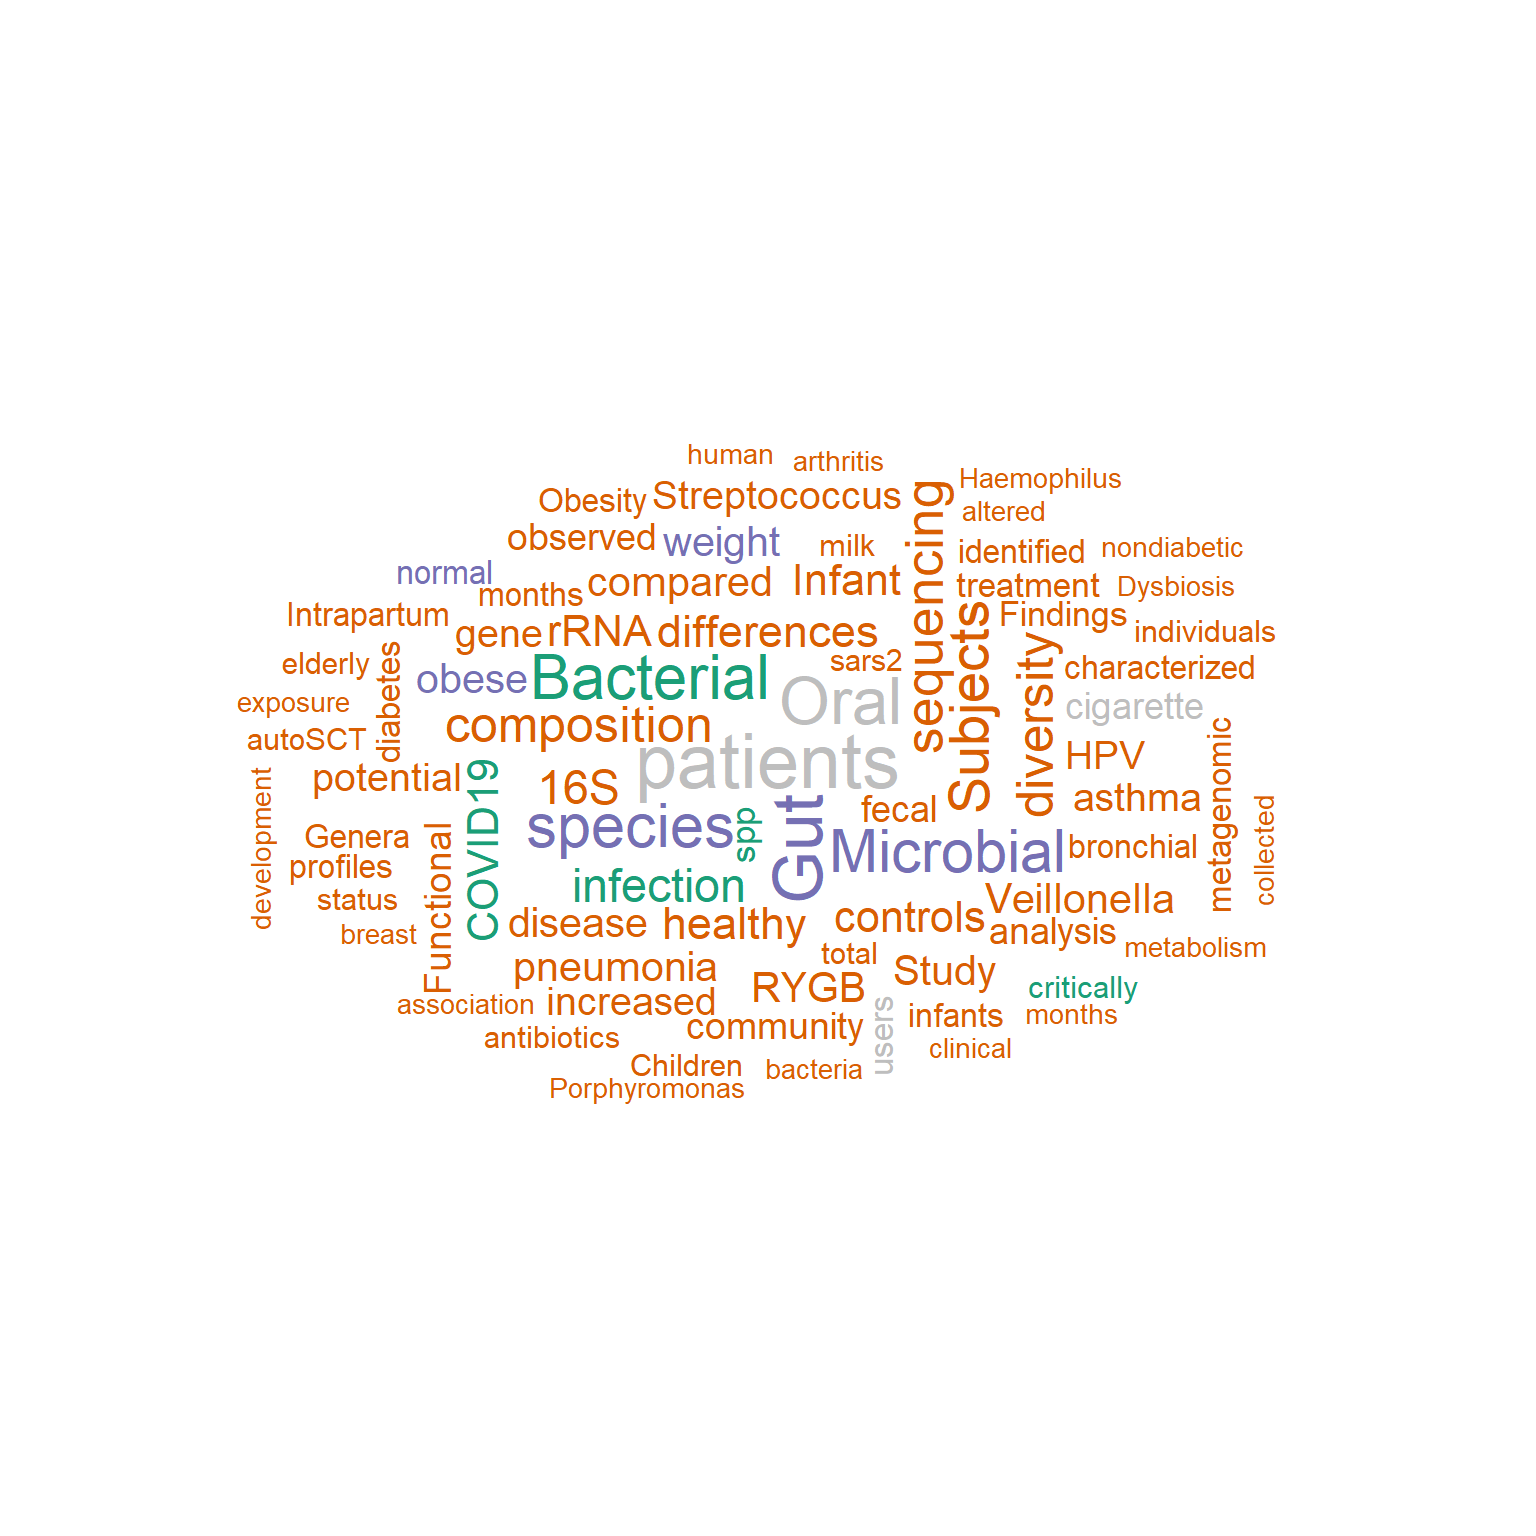 human
arthritis
Haemophilus
Obesity
Streptococcus
sequencing
altered
observed
weight
milk
identified
nondiabetic
normal
months
compared
Infant
treatment
Dysbiosis
Intrapartum
gene
rRNA
differences
Subjects
Findings
individuals
elderly
diabetes
obese
Bacterial
sars2
diversity
characterized
exposure
Oral
cigarette
autoSCT
composition
patients
HPV
metagenomic
potential
COVID19
16S
Gut
fecal
asthma
development
Genera
Functional
species
spp
Microbial
bronchial
collected
profiles
status
infection
Veillonella
breast
disease
healthy
controls
analysis
total
metabolism
pneumonia
RYGB
Study
critically
association
increased
users
infants
months
antibiotics
community
clinical
Children
bacteria
Porphyromonas